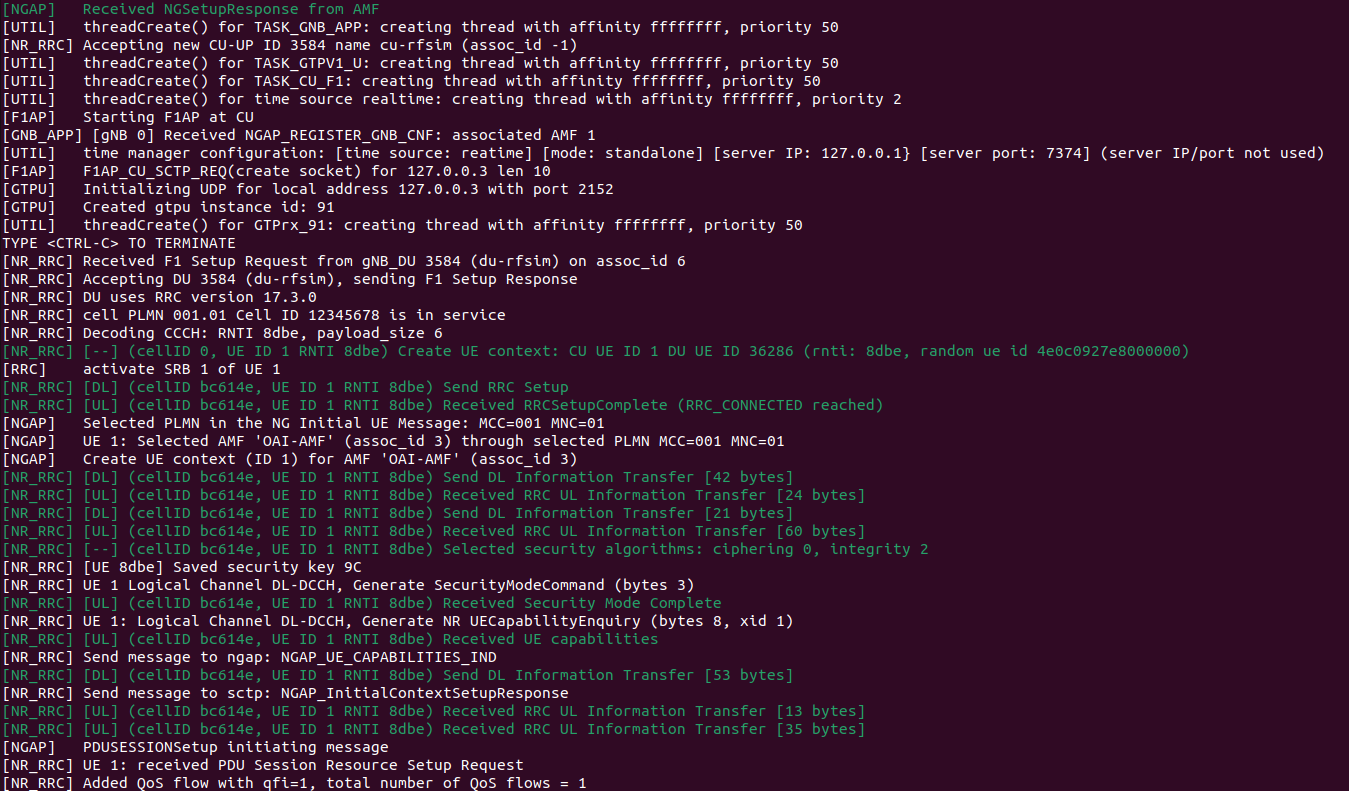 [NGAP]   Received NGSetupResponse from AMF
[UTIL]   threadCreate() for TASK_GNB_APP: creating thread with affinity ffffffff, priority 50
[NR_RRC] Accepting new CU-UP ID 3584 name cu-rfsim (assoc_id -1)
[UTIL]   threadCreate() for TASK_GTPV1_U: creating thread with affinity ffffffff, priority 50
[UTIL]   threadCreate() for TASK_CU_F1: creating thread with affinity ffffffff, priority 50
[UTIL]   threadCreate() for time source realtime: creating thread with affinity ffffffff, priority 2
[F1AP]   Starting F1AP at CU
[GNB_APP] [gNB 0] Received NGAP_REGISTER_GNB_CNF: associated AMF 1
[UTIL]   time manager configuration: [time source: reatime] [mode: standalone] [server IP: 127.0.0.1} [server port: 7374] (server IP/port not used)
[F1AP]   F1AP_CU_SCTP_REQ(create socket) for 127.0.0.3 len 10
[GTPU]   Initializing UDP for local address 127.0.0.3 with port 2152
[GTPU]   Created gtpu instance id: 91
[UTIL]   threadCreate() for GTPrx_91: creating thread with affinity ffffffff, priority 50
TYPE <CTRL-C> TO TERMINATE
[NR_RRC] Received F1 Setup Request from gNB_DU 3584 (du-rfsim) on assoc_id 6
[NR_RRC] Accepting DU 3584 (du-rfsim), sending F1 Setup Response
[NR_RRC] DU uses RRC version 17.3.0
[NR_RRC] cell PLMN 001.01 Cell ID 12345678 is in service
[NR_RRC] Decoding CCCH: RNTI 8dbe, payload_size 6
[NR_RRC] [--] (cellID 0, UE ID 1 RNTI 8dbe) Create UE context: CU UE ID 1 DU UE ID 36286 (rnti: 8dbe, random ue id 4e0c0927e8000000)
[RRC]    activate SRB 1 of UE 1
[NR_RRC] [DL] (cellID bc614e, UE ID 1 RNTI 8dbe) Send RRC Setup
[NR_RRC] [UL] (cellID bc614e, UE ID 1 RNTI 8dbe) Received RRCSetupComplete (RRC_CONNECTED reached)
[NGAP]   Selected PLMN in the NG Initial UE Message: MCC=001 MNC=01
[NGAP]   UE 1: Selected AMF 'OAI-AMF' (assoc_id 3) through selected PLMN MCC=001 MNC=01
[NGAP]   Create UE context (ID 1) for AMF 'OAI-AMF' (assoc_id 3)
[NR_RRC] [DL] (cellID bc614e, UE ID 1 RNTI 8dbe) Send DL Information Transfer [42 bytes]
[NR_RRC] [UL] (cellID bc614e, UE ID 1 RNTI 8dbe) Received RRC UL Information Transfer [24 bytes]
[NR_RRC] [DL] (cellID bc614e, UE ID 1 RNTI 8dbe) Send DL Information Transfer [21 bytes]
[NR_RRC] [UL] (cellID bc614e, UE ID 1 RNTI 8dbe) Received RRC UL Information Transfer [60 bytes]
[NR_RRC] [--] (cellID bc614e, UE ID 1 RNTI 8dbe) Selected security algorithms: ciphering 0, integrity 2
[NR_RRC] [UE 8dbe] Saved security key 9C
[NR_RRC] UE 1 Logical Channel DL-DCCH, Generate SecurityModeCommand (bytes 3)
[NR_RRC] [UL] (cellID bc614e, UE ID 1 RNTI 8dbe) Received Security Mode Complete
[NR_RRC] UE 1: Logical Channel DL-DCCH, Generate NR UECapabilityEnquiry (bytes 8, xid 1)
[NR_RRC] [UL] (cellID bc614e, UE ID 1 RNTI 8dbe) Received UE capabilities
[NR_RRC] Send message to ngap: NGAP_UE_CAPABILITIES_IND
[NR_RRC] [DL] (cellID bc614e, UE ID 1 RNTI 8dbe) Send DL Information Transfer [53 bytes]
[NR_RRC] Send message to sctp: NGAP_InitialContextSetupResponse
[NR_RRC] [UL] (cellID bc614e, UE ID 1 RNTI 8dbe) Received RRC UL Information Transfer [13 bytes]
[NR_RRC] [UL] (cellID bc614e, UE ID 1 RNTI 8dbe) Received RRC UL Information Transfer [35 bytes]
[NGAP]   PDUSESSIONSetup initiating message
[NR_RRC] UE 1: received PDU Session Resource Setup Request
[NR_RRC] Added QoS flow with qfi=1, total number of QoS flows = 1